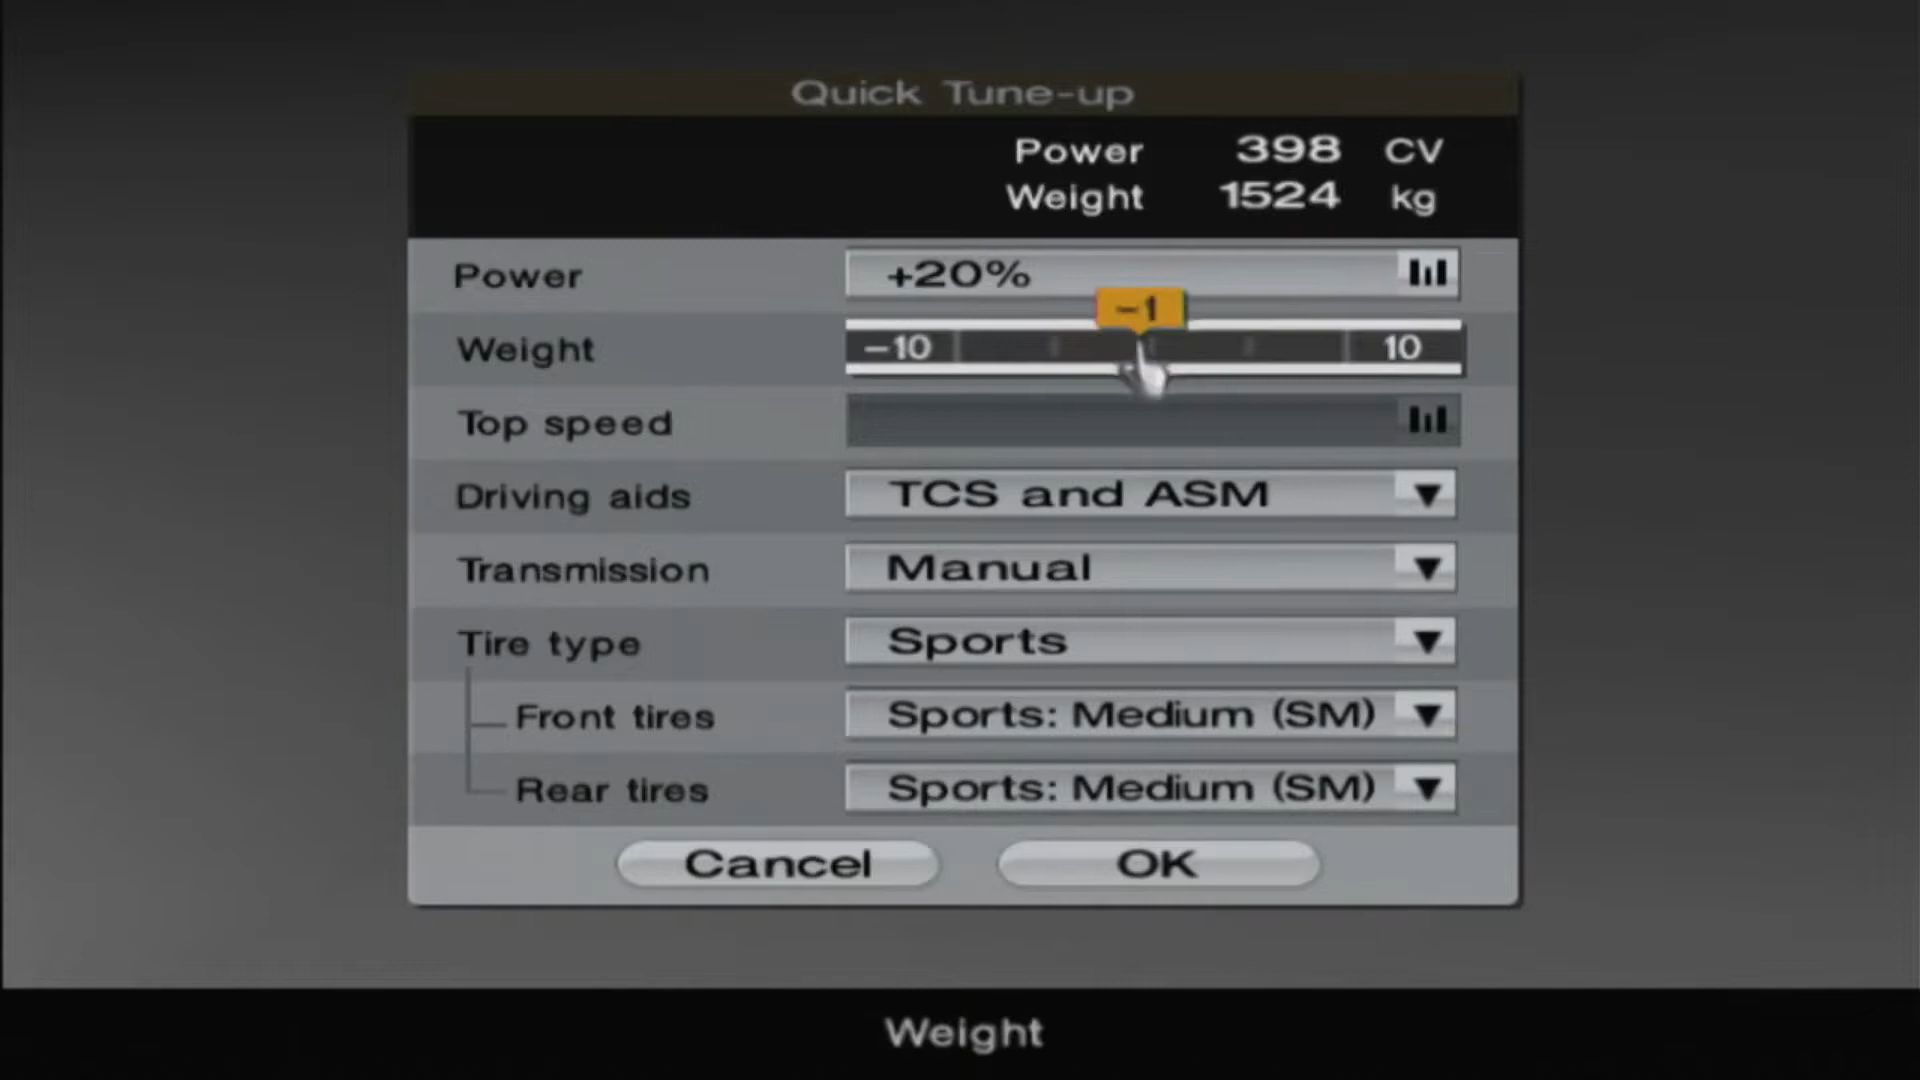 Quick Tune-up
Power 398 CV
Weight 1524 kg
Power +20%
-1
Weight -10 10
Top speed
Driving aids TCS and ASM
Transmission Manual
Tire type Sports
Front tires Sports: Medium (SM)
Rear tires Sports: Medium (SM)
Cancel OK
Weight